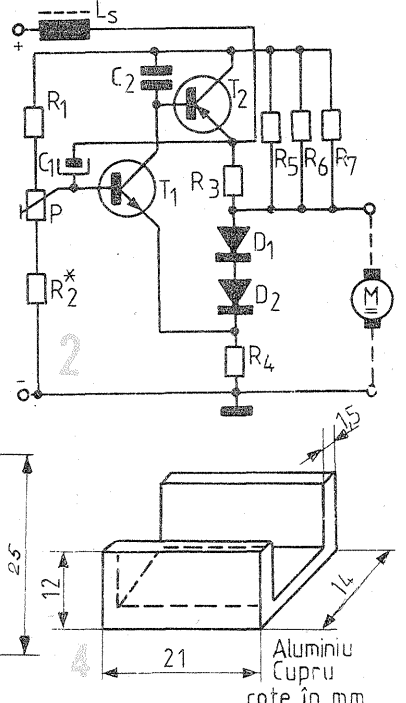 Ls
+
C2
T2
R1
R5
R6
R7
C1
R3
T1
P
D1
R2*
D2
M
2
R4
-
1,5
25
12
14
4
21
Aluminiu
Cupru
cote în mm